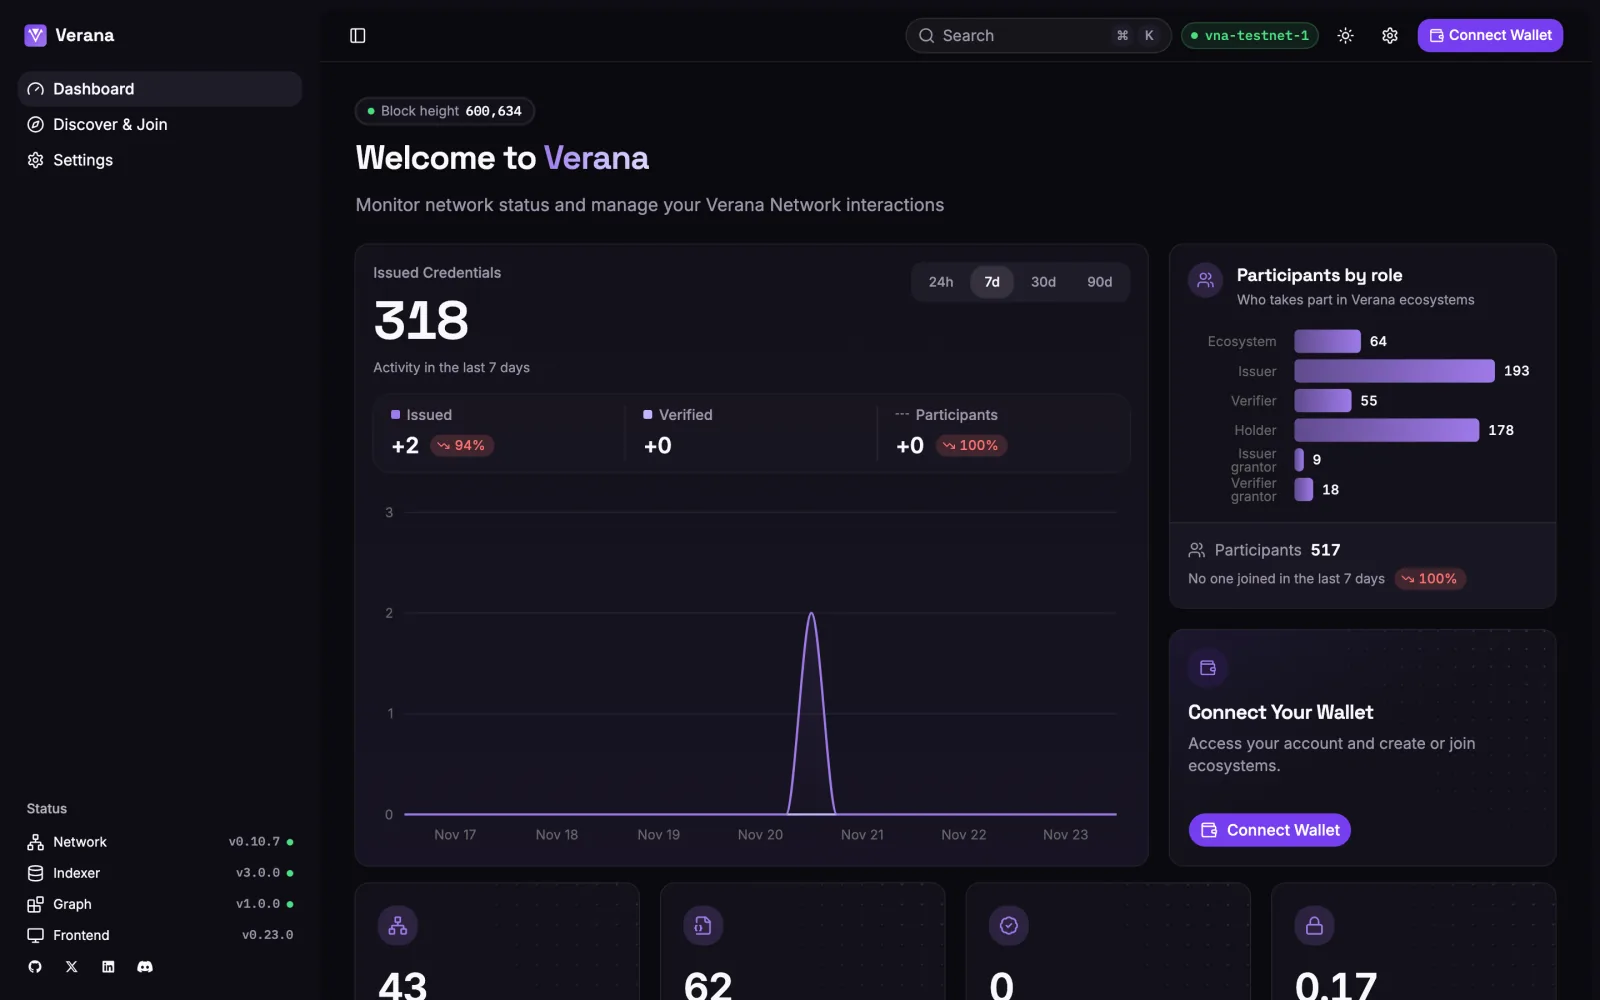 Verana
Search
⌘ K
vna-testnet-1
Connect Wallet
Dashboard
Discover & Join
Settings
Block height 600,634
Welcome to Verana
Monitor network status and manage your Verana Network interactions
Issued Credentials
318
Activity in the last 7 days
24h 7d 30d 90d
Issued
+2 94%
Verified
+0
Participants
+0 100%
3
2
1
0
Nov 17 Nov 18 Nov 19 Nov 20 Nov 21 Nov 22 Nov 23
Participants by role
Who takes part in Verana ecosystems
Ecosystem 64
Issuer 193
Verifier 55
Holder 178
Issuer
grantor 9
Verifier
grantor 18
Participants 517
No one joined in the last 7 days 100%
Connect Your Wallet
Access your account and create or join
ecosystems.
Connect Wallet
Status
Network v0.10.7
Indexer v3.0.0
Graph v1.0.0
Frontend v0.23.0
43
62
0
0.17